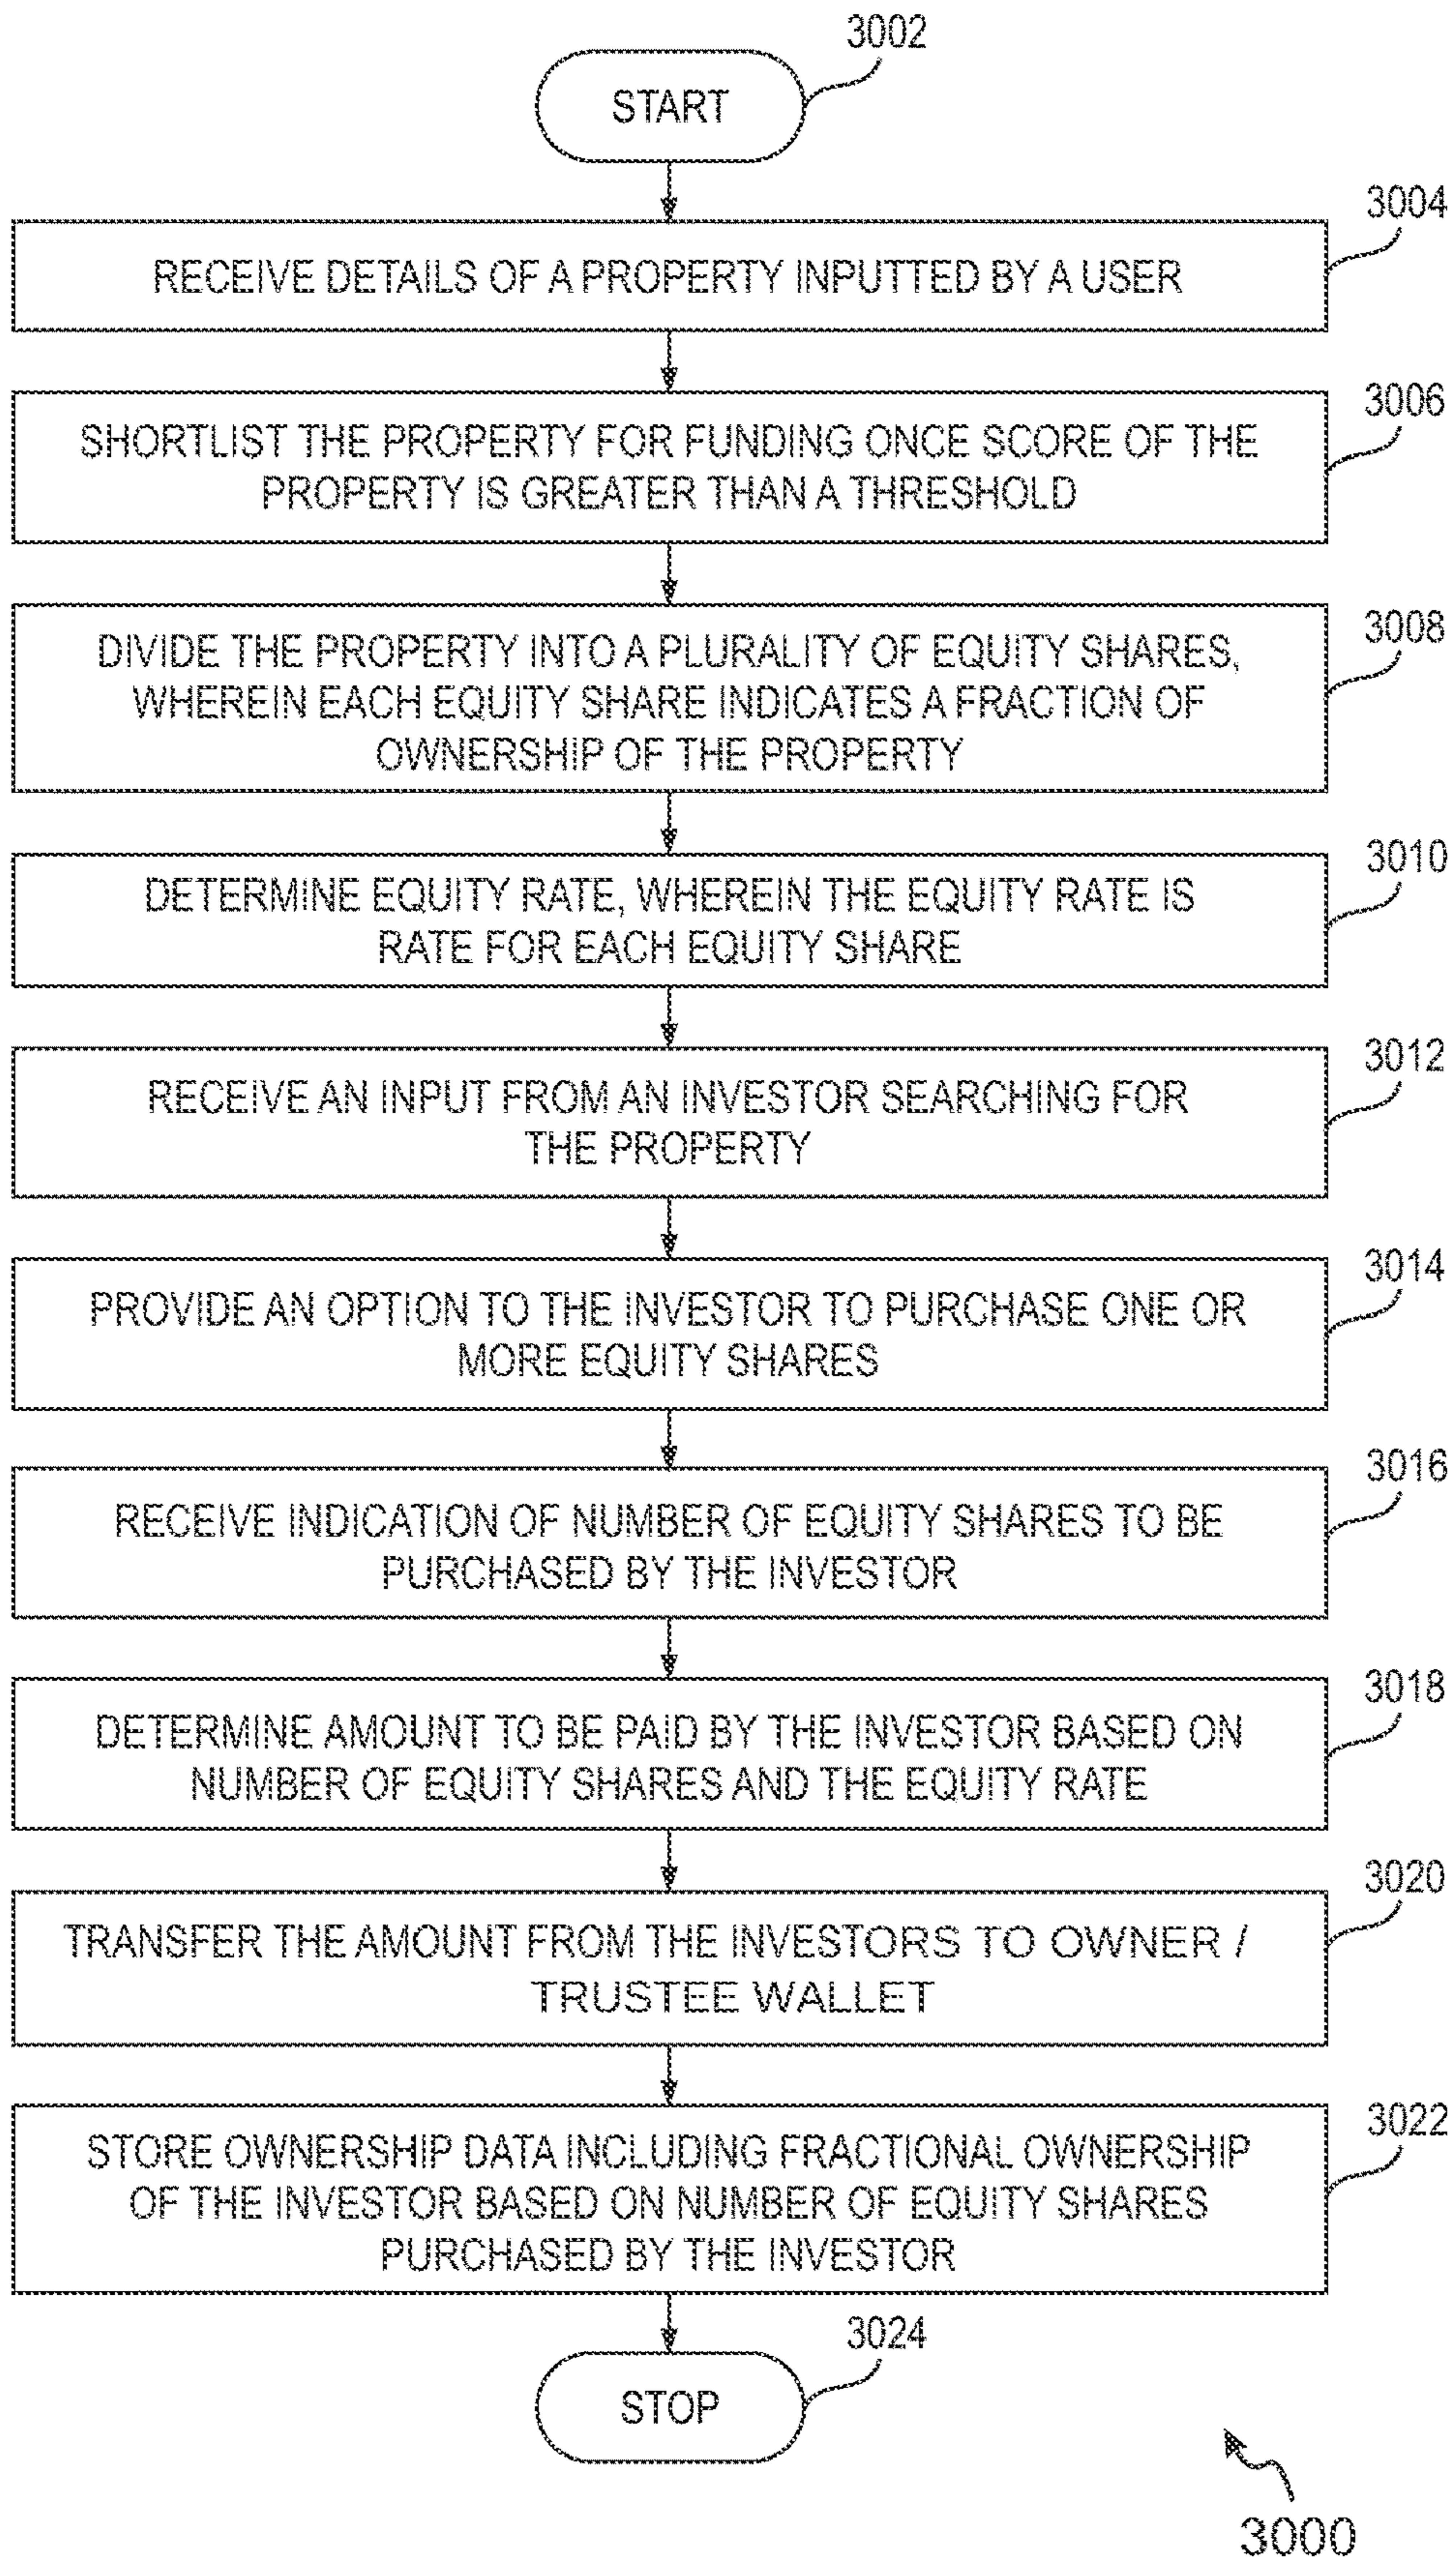 3002
START
3004
RECEIVE DETAILS OF A PROPERTY INPUTTED BY A USER
3006
SHORTLIST THE PROPERTY FOR FUNDING ONCE SCORE OF THE
PROPERTY IS GREATER THAN A THRESHOLD
3008
DIVIDE THE PROPERTY INTO A PLURALITY OF EQUITY SHARES,
WHEREIN EACH EQUITY SHARE INDICATES A FRACTION OF
OWNERSHIP OF THE PROPERTY
3010
DETERMINE EQUITY RATE, WHEREIN THE EQUITY RATE IS
RATE FOR EACH EQUITY SHARE
3012
RECEIVE AN INPUT FROM AN INVESTOR SEARCHING FOR
THE PROPERTY
3014
PROVIDE AN OPTION TO THE INVESTOR TO PURCHASE ONE OR
MORE EQUITY SHARES
3016
RECEIVE INDICATION OF NUMBER OF EQUITY SHARES TO BE
PURCHASED BY THE INVESTOR
3018
DETERMINE AMOUNT TO BE PAID BY THE INVESTOR BASED ON
NUMBER OF EQUITY SHARES AND THE EQUITY RATE
3020
TRANSFER THE AMOUNT FROM THE INVESTORS TO OWNER /
TRUSTEE WALLET
3022
STORE OWNERSHIP DATA INCLUDING FRACTIONAL OWNERSHIP
OF THE INVESTOR BASED ON NUMBER OF EQUITY SHARES
PURCHASED BY THE INVESTOR
3024
STOP
3000